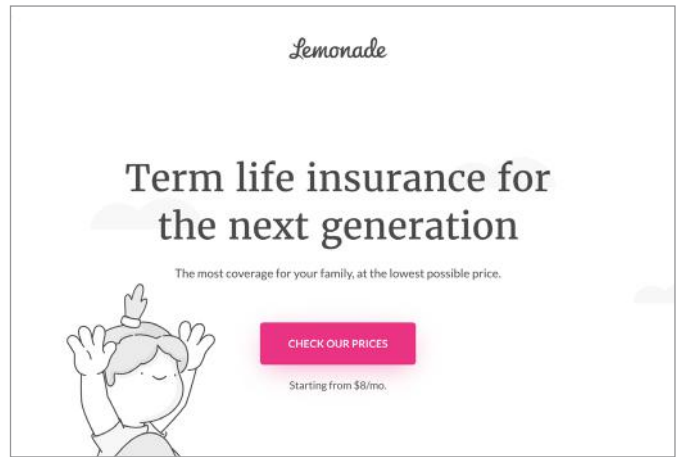 Lemonade
Term life insurance for
the next generation
The most coverage for your family, at the lowest possible price.
CHECK OUR PRICES
Starting from $8/mo.